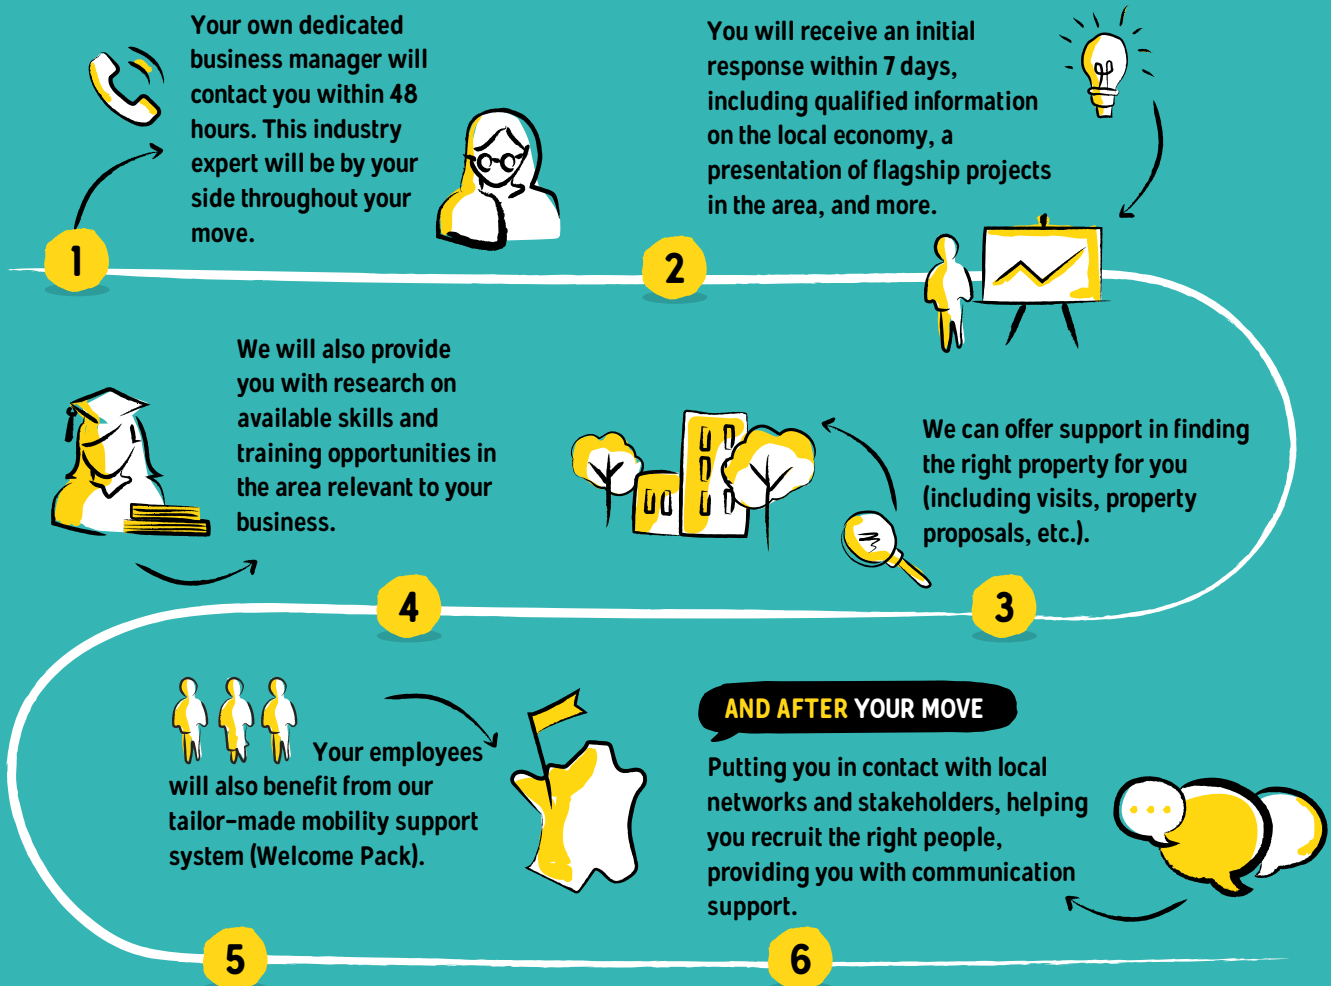 Your own dedicated
business manager will
contact you within 48
hours. This industry
expert will be by your
side throughout your
move.
1
You will receive an initial
response within 7 days,
including qualified information
on the local economy, a
presentation of flagship projects
in the area, and more.
2
We can offer support in finding
the right property for you
(including visits, property
proposals, etc.).
3
We will also provide
you with research on
available skills and
training opportunities in
the area relevant to your
business.
4
Your employees
will also benefit from our
tailor-made mobility support
system (Welcome Pack).
5
AND AFTER YOUR MOVE
Putting you in contact with local
networks and stakeholders, helping
you recruit the right people,
providing you with communication
support.
6